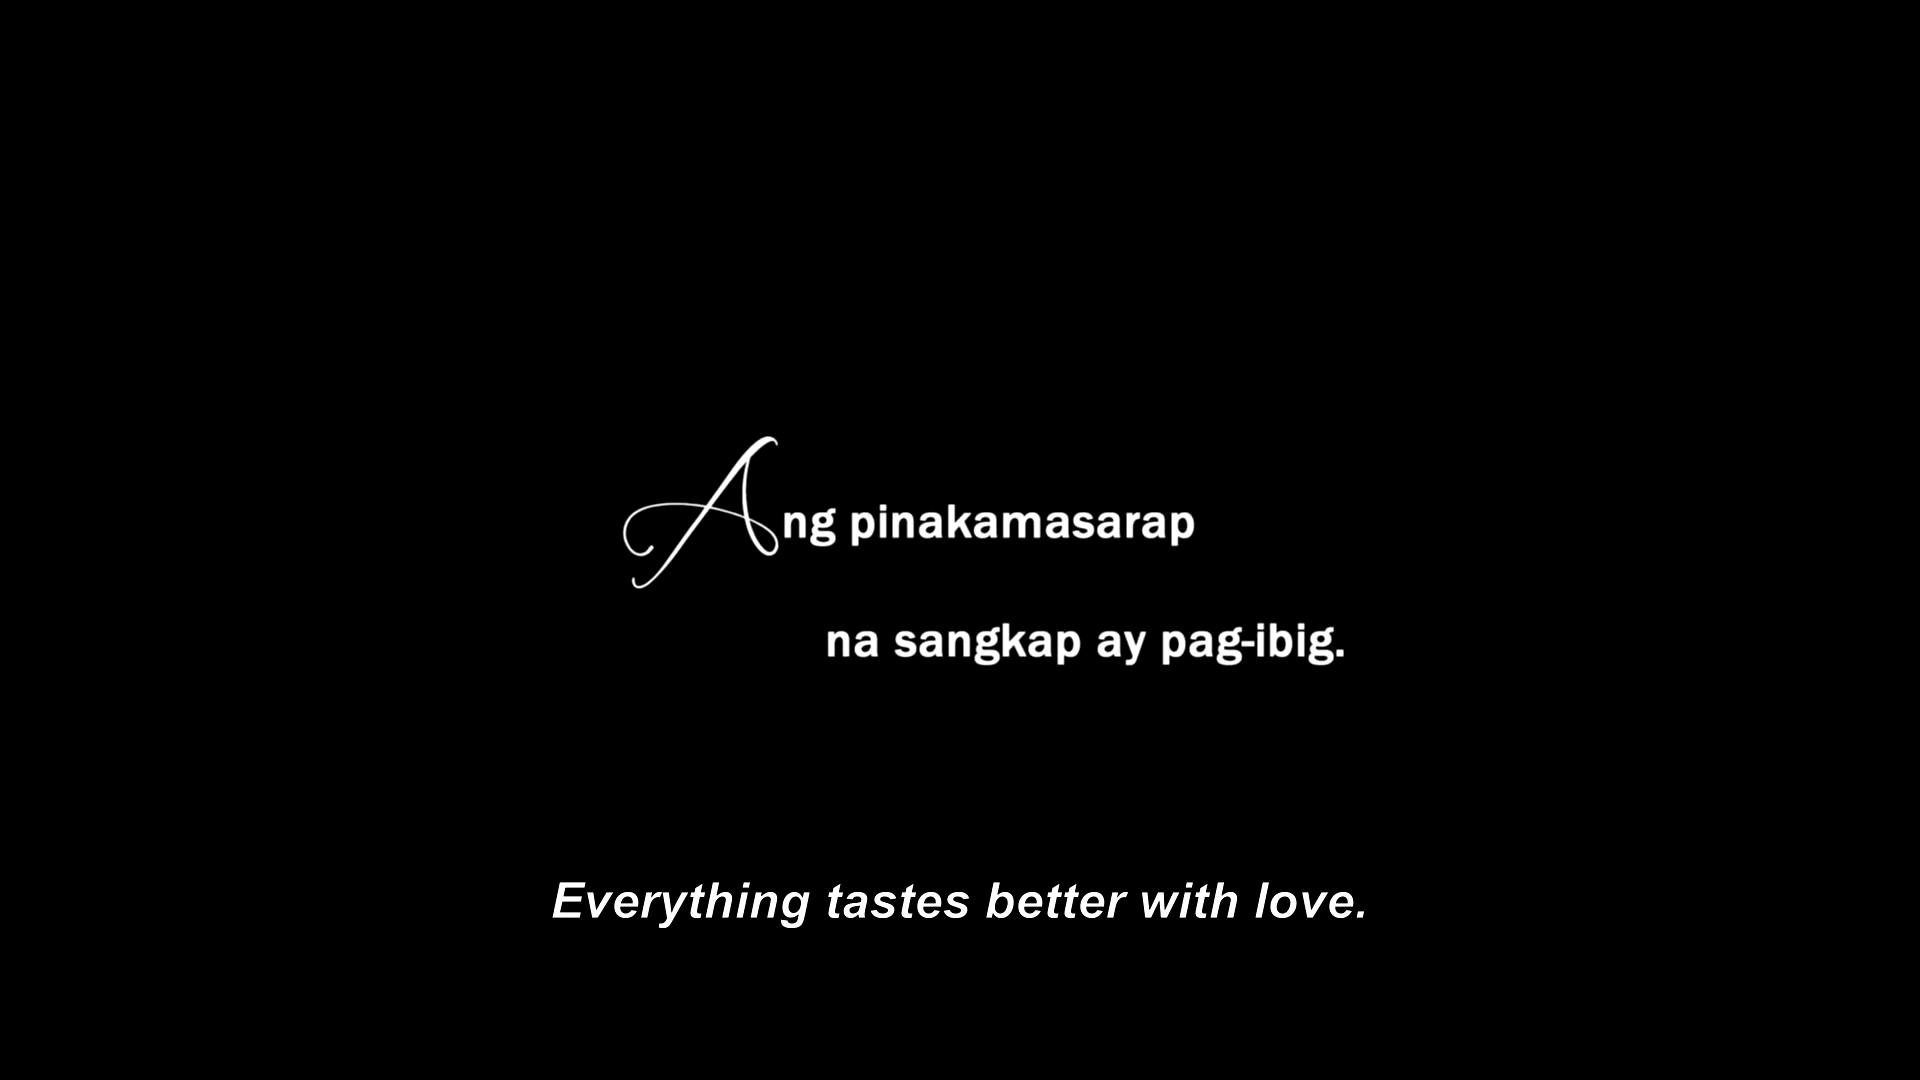 Ang pinakamasarap
na sangkap ay pag-ibig.
Everything tastes better with love.